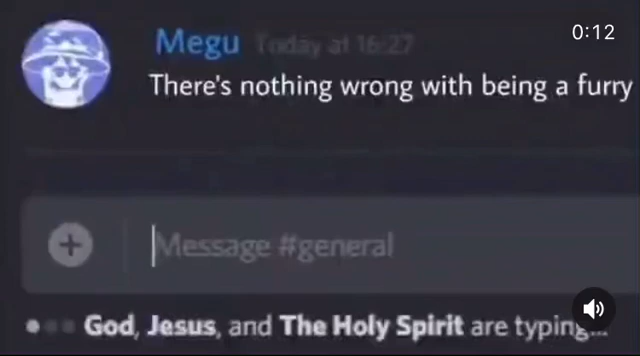 0:12
Megu Today at 16:27
There's nothing wrong with being a furry
Message #general
God, Jesus, and The Holy Spirit are typing...